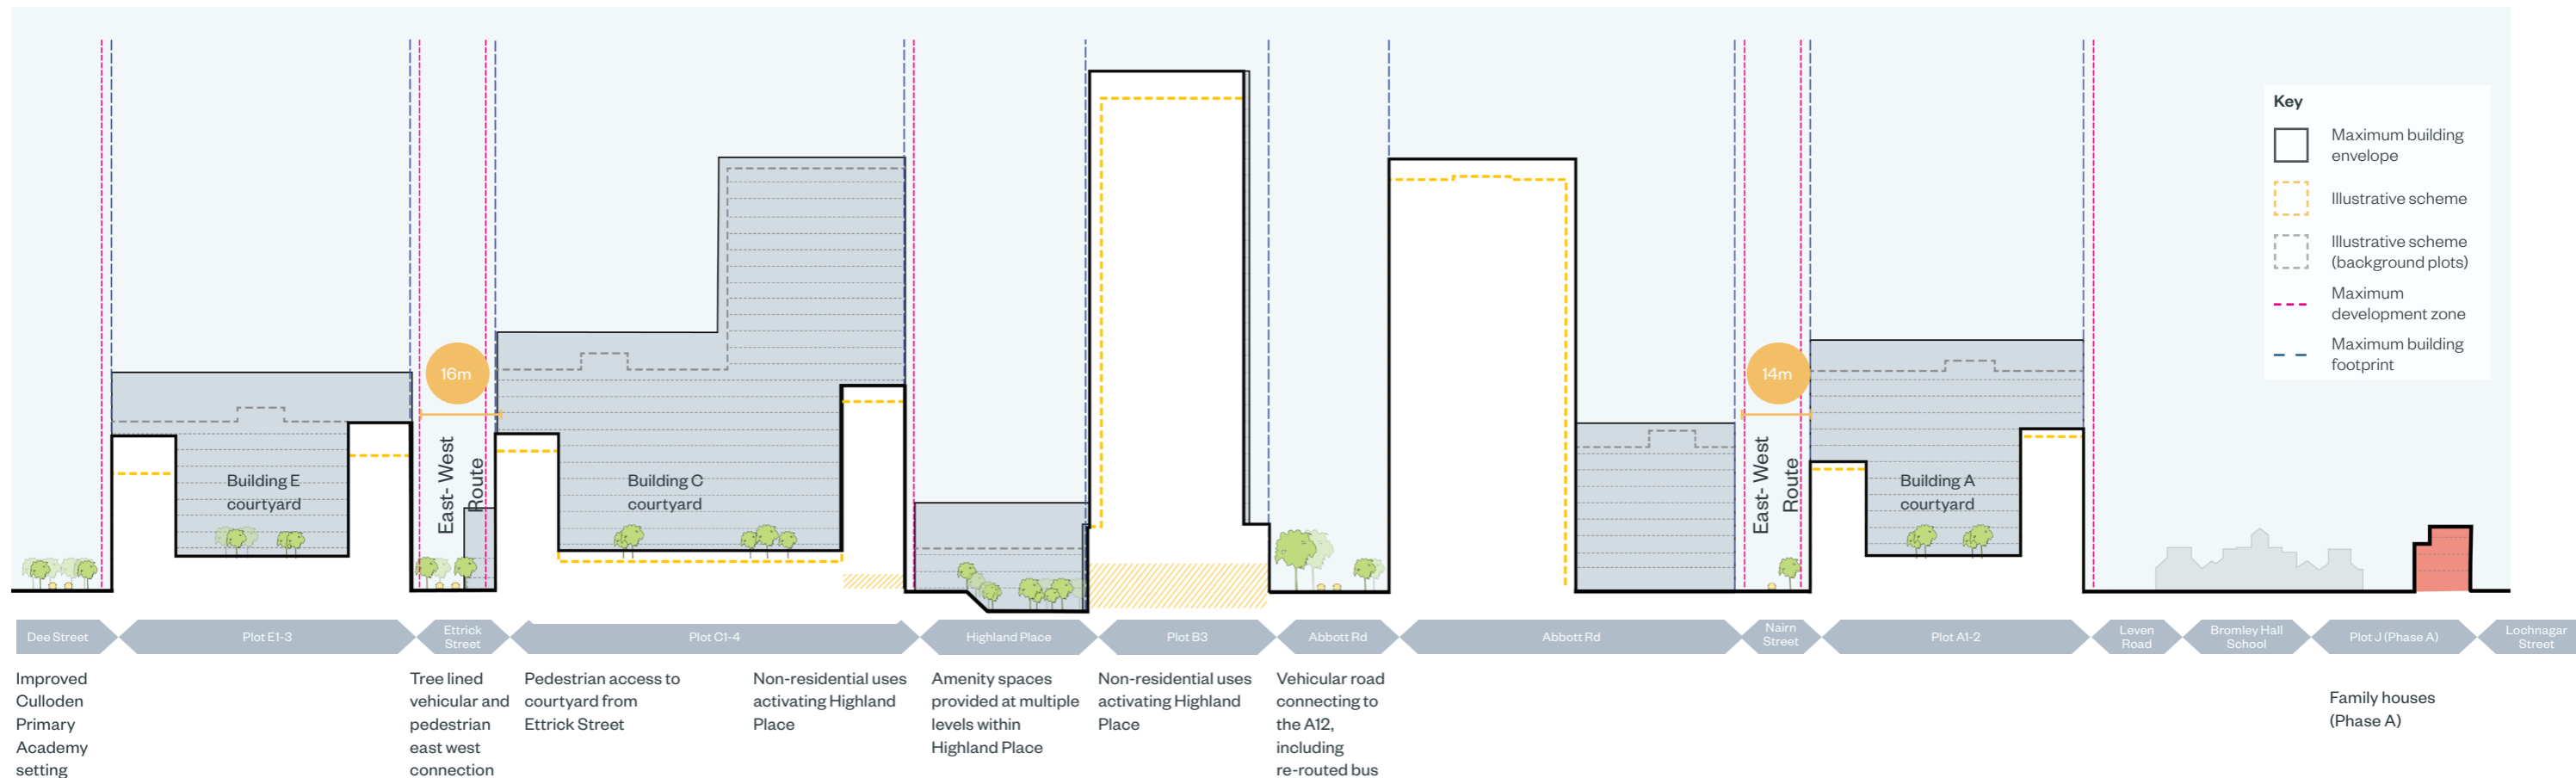 Key
Maximum building
envelope
Illustrative scheme
Illustrative scheme
(background plots)
Maximum
development zone
Maximum building
footprint
16m
14m
East- West
Route
East- West
Route
Building E
courtyard
Building C
courtyard
Building A
courtyard
Dee Street
Plot E1-3
Ettrick
Street
Plot C1-4
Highland Place
Plot B3
Abbott Rd
Abbott Rd
Nairn
Street
Plot A1-2
Leven
Road
Bromley Hall
School
Plot J (Phase A)
Lochnagar
Street
Improved
Culloden
Primary
Academy
setting
Tree lined
vehicular and
pedestrian
east west
connection
Pedestrian access to
courtyard from
Ettrick Street
Non-residential uses
activating Highland
Place
Amenity spaces
provided at multiple
levels within
Highland Place
Non-residential uses
activating Highland
Place
Vehicular road
connecting to
the A12,
including
re-routed bus
Family houses
(Phase A)